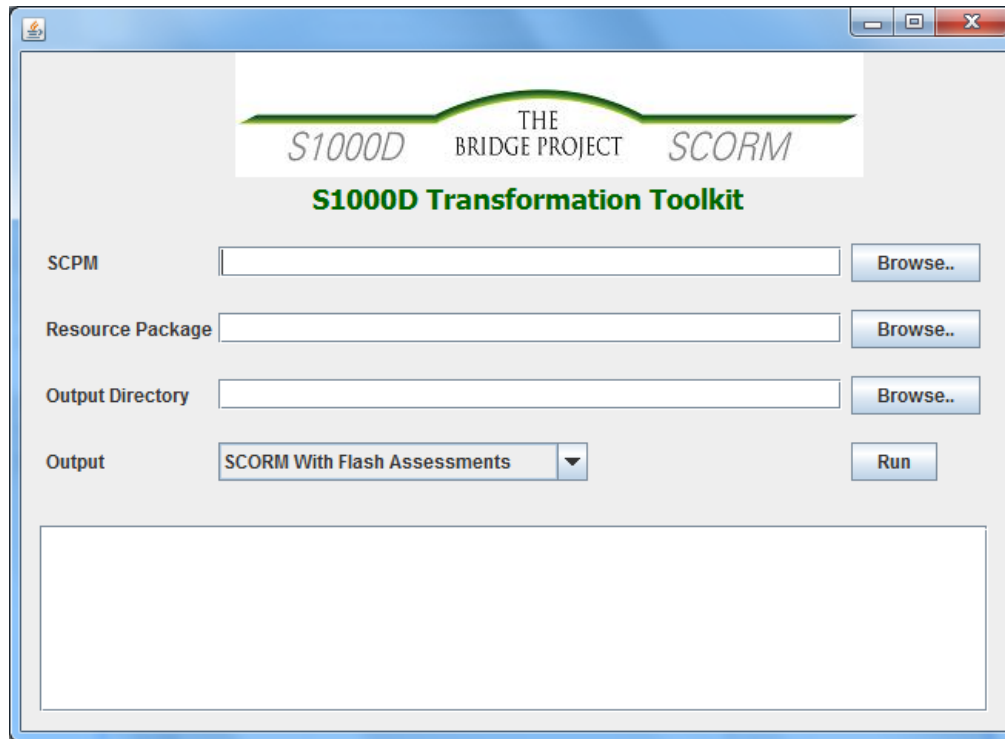 S1000D THE BRIDGE PROJECT SCORM
S1000D Transformation Toolkit
SCPM Browse..
Resource Package Browse..
Output Directory Browse..
Output SCORM With Flash Assessments Run